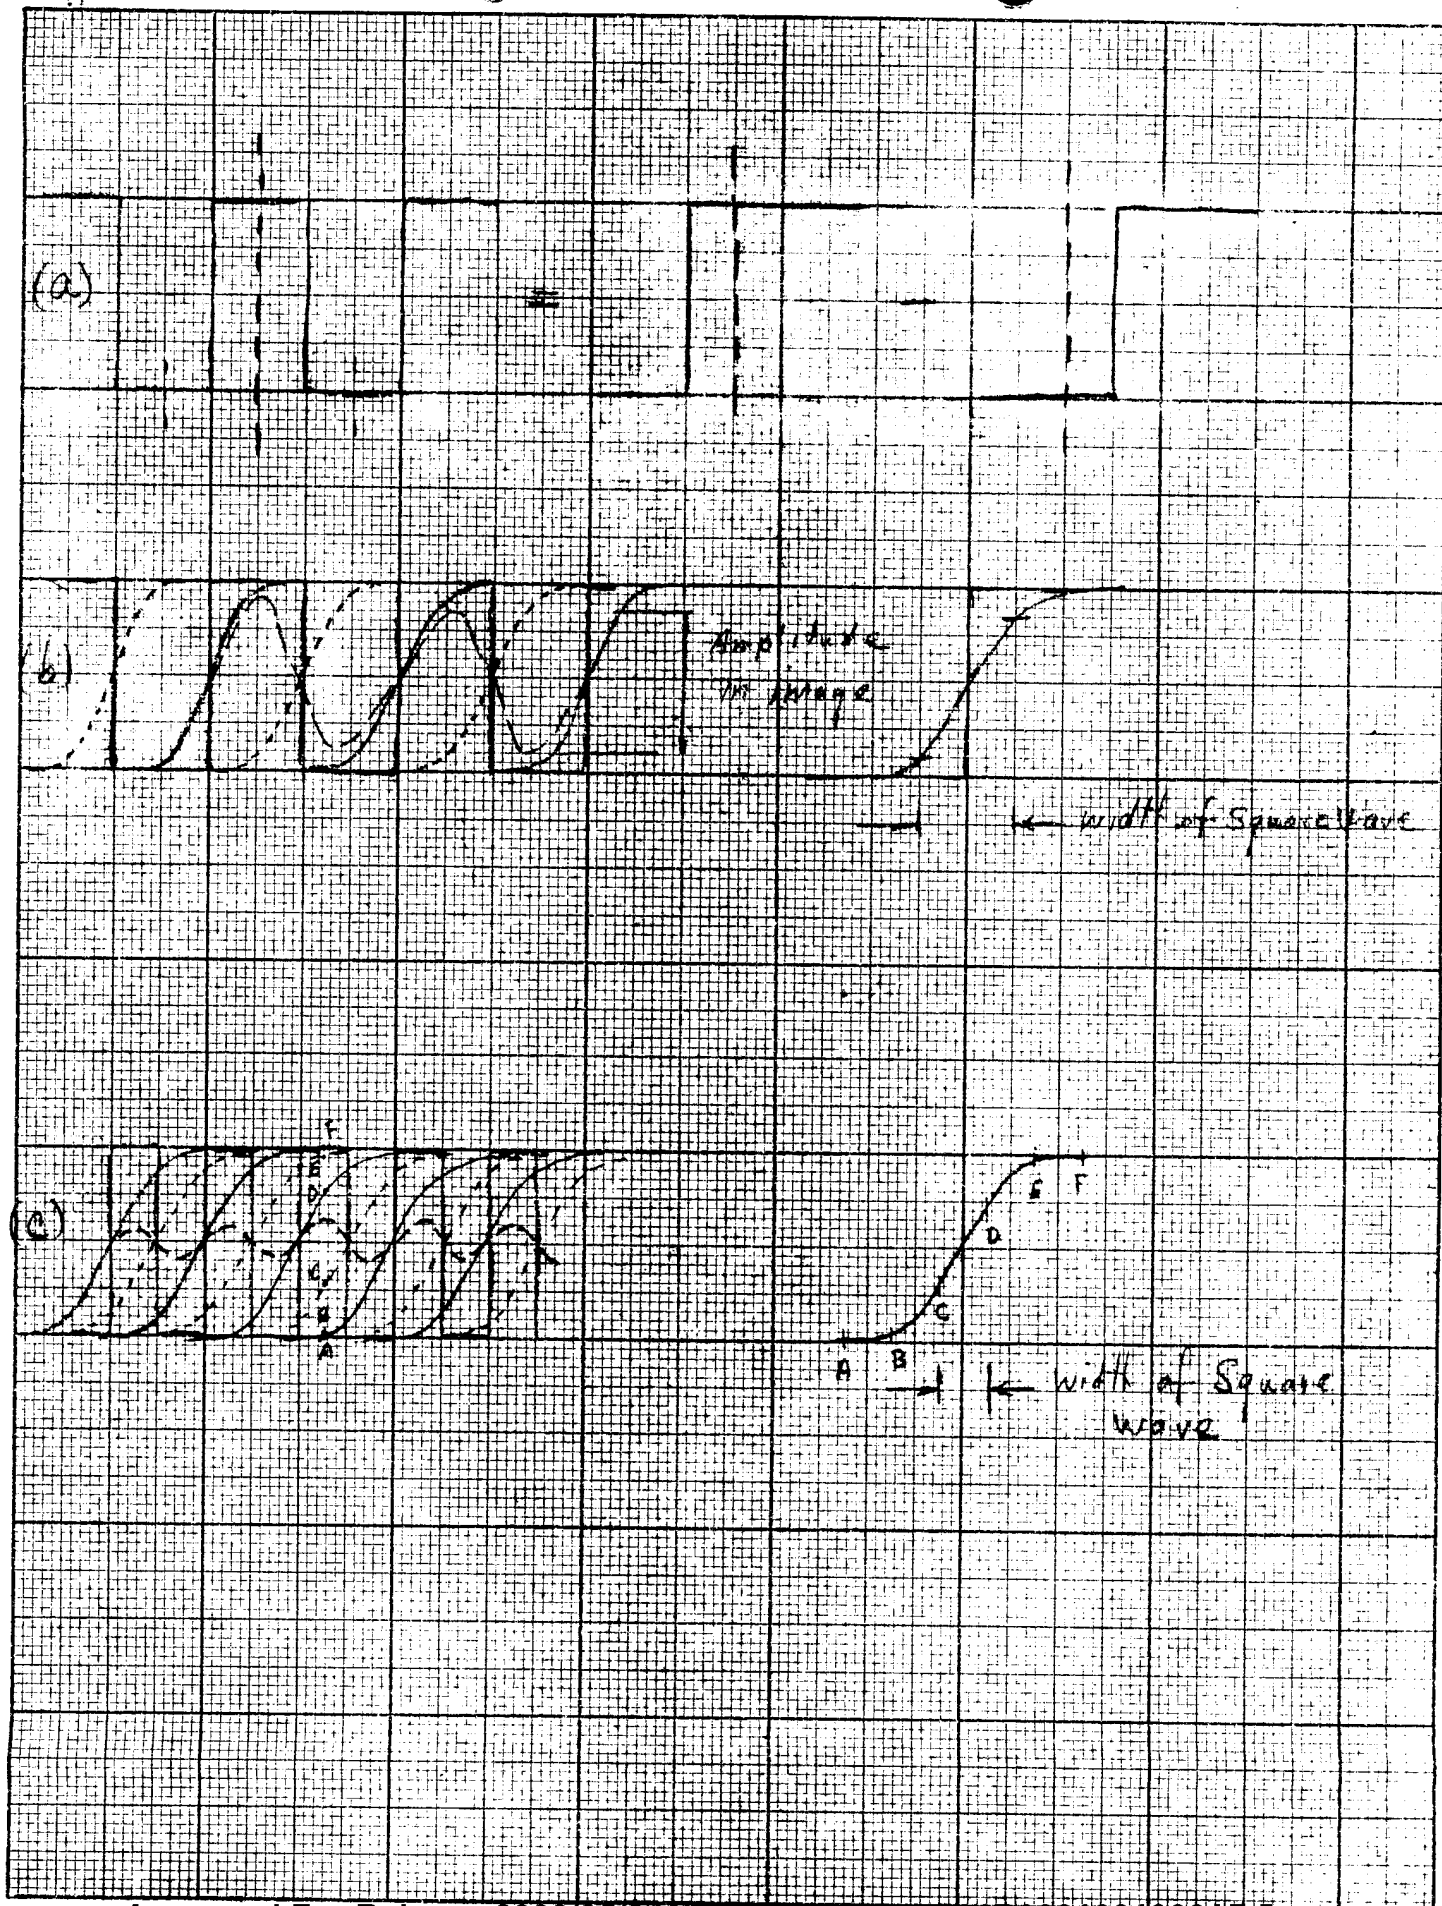 (a)
=
—
(b)
Amplitude
in image
width of Square Wave
(c)
F
E
D
C
B
A
E F
D
C
A B
width of Square
wave